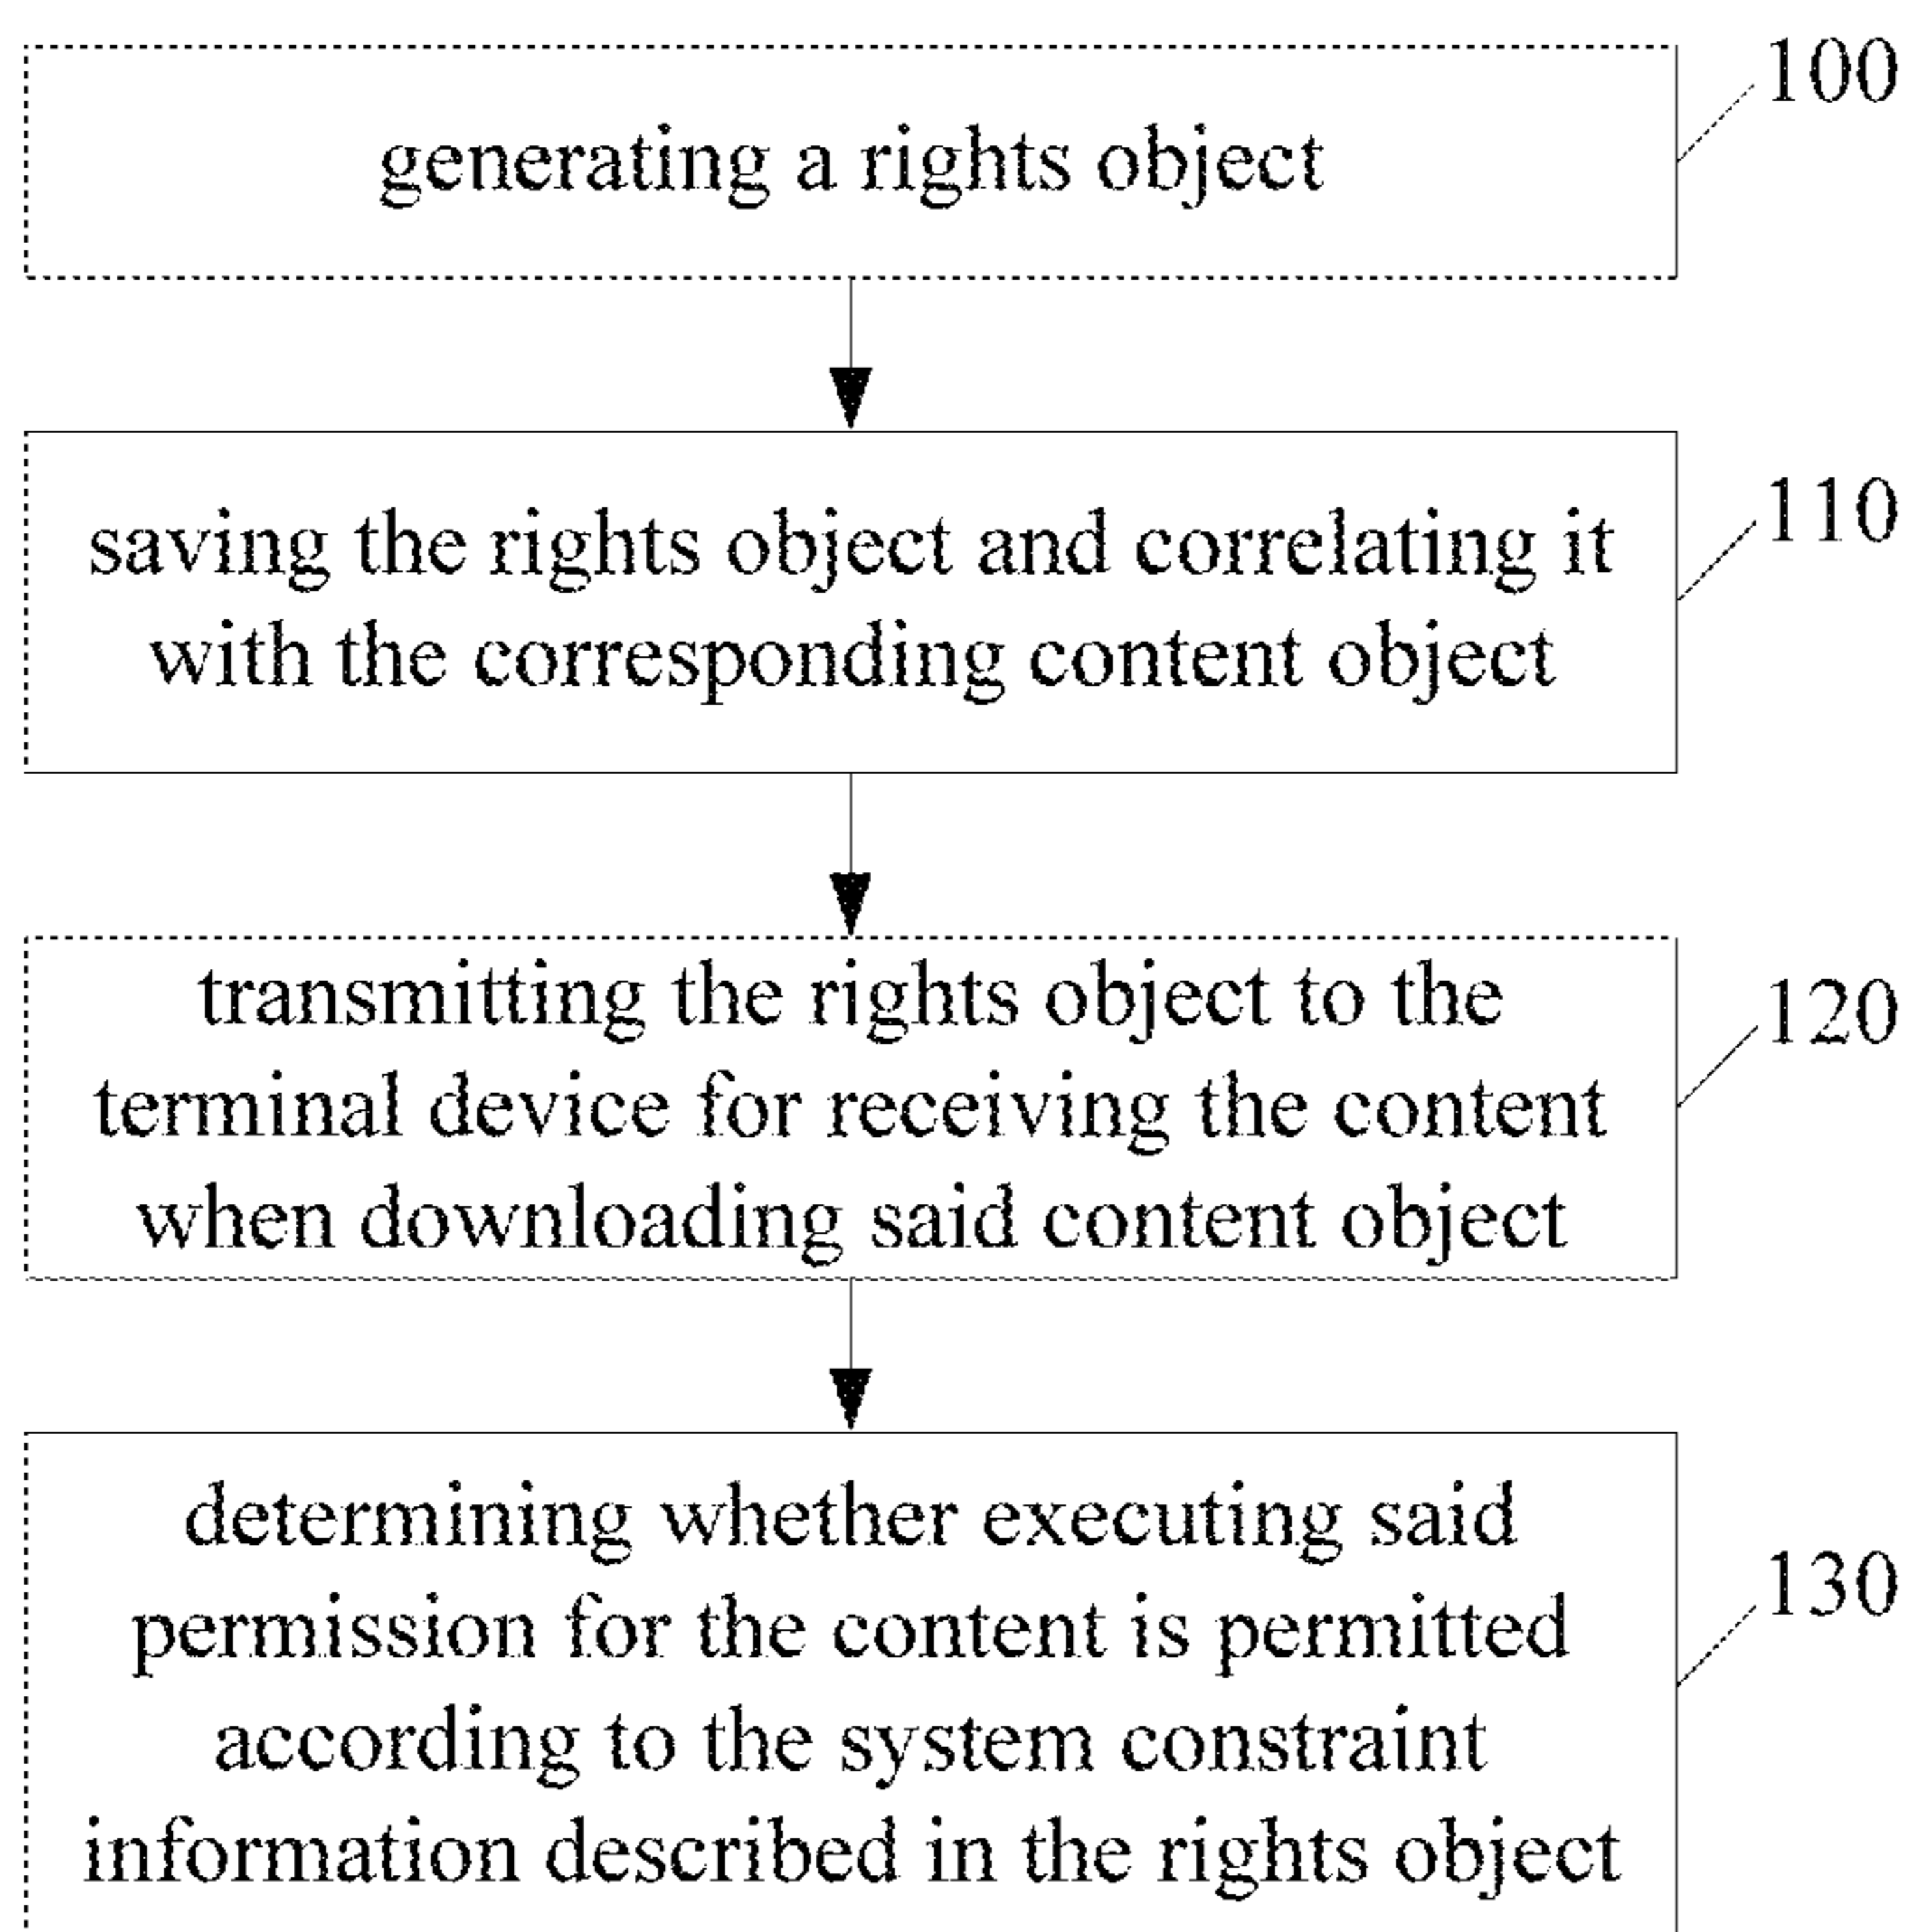 100
generating a rights object
110
saving the rights object and correlating it
with the corresponding content object
120
transmitting the rights object to the
terminal device for receiving the content
when downloading said content object
130
determining whether executing said
permission for the content is permitted
according to the system constraint
information described in the rights object